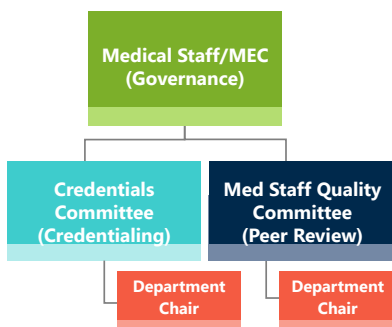 Medical Staff/MEC
(Governance)
Credentials
Committee
(Credentialing)
Med Staff Quality
Committee
(Peer Review)
Department
Chair
Department
Chair